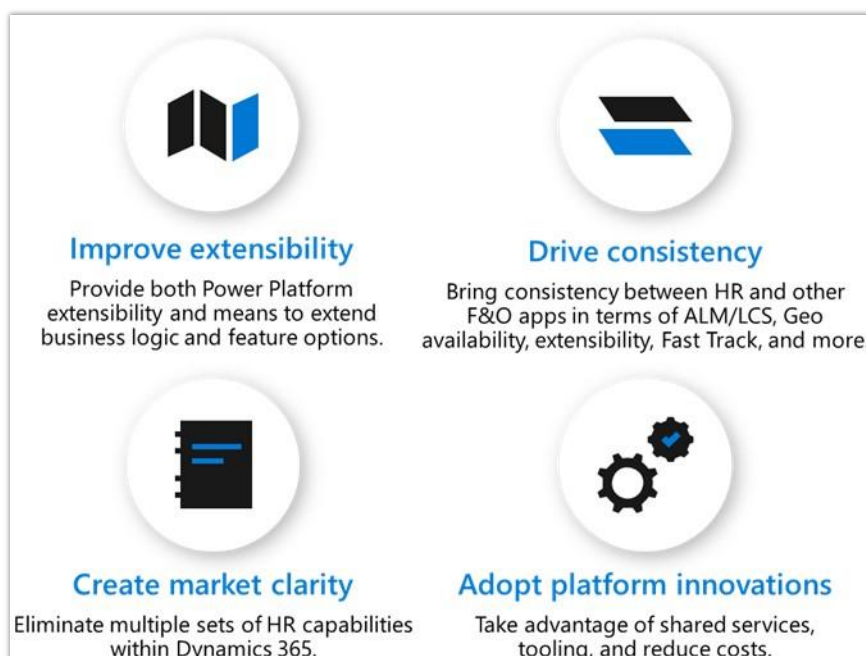 Improve extensibility
Provide both Power Platform
extensibility and means to extend
business logic and feature options.
Drive consistency
Bring consistency between HR and other
F&O apps in terms of ALM/LCS, Geo
availability, extensibility, Fast Track, and more
Create market clarity
Eliminate multiple sets of HR capabilities
within Dynamics 365.
Adopt platform innovations
Take advantage of shared services,
tooling, and reduce costs.